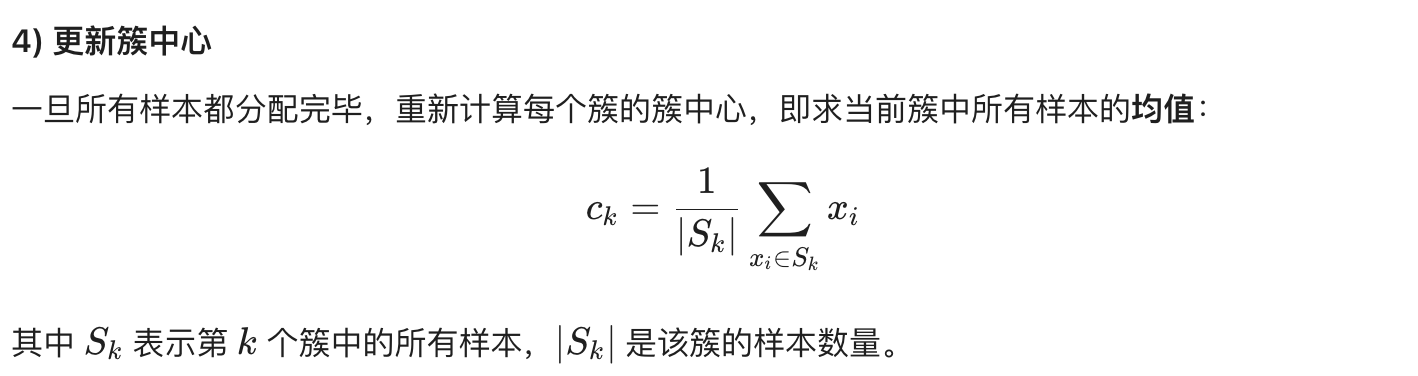 4) 更新簇中心
一旦所有样本都分配完毕，重新计算每个簇的簇中心，即求当前簇中所有样本的均值：
$c_k = \frac{1}{|S_k|} \sum_{x_i \in S_k} x_i$
其中 $S_k$ 表示第 $k$ 个簇中的所有样本，$|S_k|$ 是该簇的样本数量。